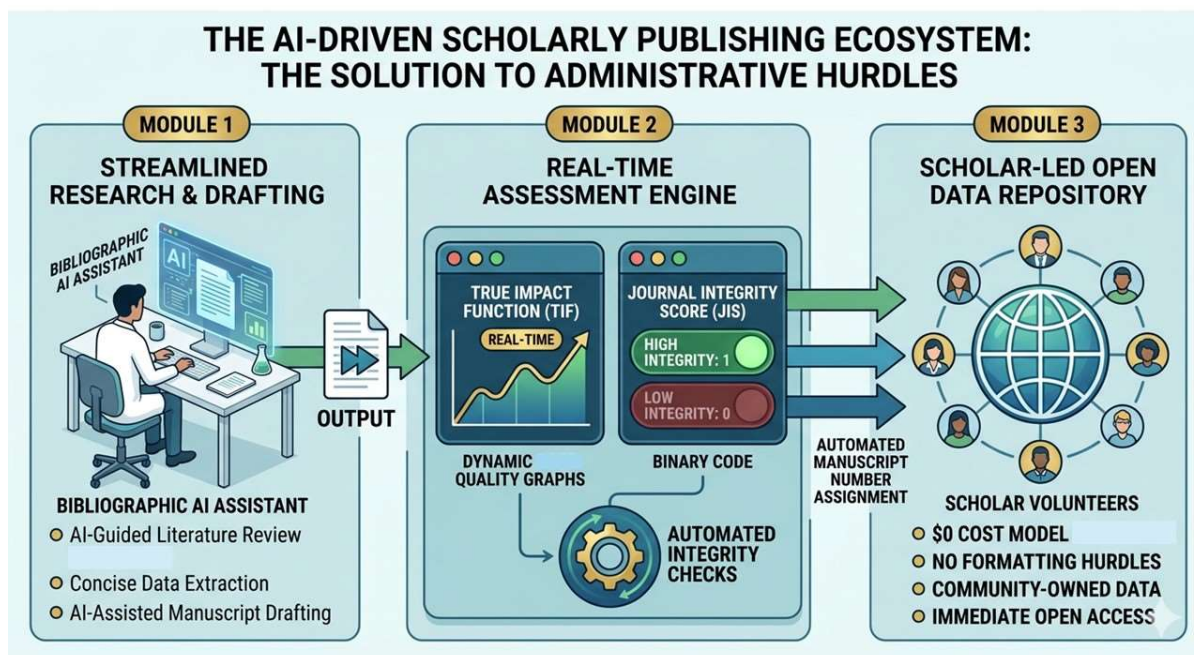 THE AI-DRIVEN SCHOLARLY PUBLISHING ECOSYSTEM:
THE SOLUTION TO ADMINISTRATIVE HURDLES
MODULE 1
STREAMLINED
RESEARCH & DRAFTING
BIBLIOGRAPHIC
AI ASSISTANT
AI
OUTPUT
BIBLIOGRAPHIC AI ASSISTANT
AI-Guided Literature Review
Concise Data Extraction
AI-Assisted Manuscript Drafting
MODULE 2
REAL-TIME
ASSESSMENT ENGINE
TRUE IMPACT
FUNCTION (TIF)
REAL-TIME
DYNAMIC
QUALITY GRAPHS
JOURNAL INTEGRITY
SCORE (JIS)
HIGH
INTEGRITY: 1
LOW
INTEGRITY: 0
BINARY CODE
AUTOMATED
INTEGRITY
CHECKS
AUTOMATED
MANUSCRIPT
NUMBER
ASSIGNMENT
MODULE 3
SCHOLAR-LED OPEN
DATA REPOSITORY
SCHOLAR VOLUNTEERS
$0 COST MODEL
NO FORMATTING HURDLES
COMMUNITY-OWNED DATA
IMMEDIATE OPEN ACCESS